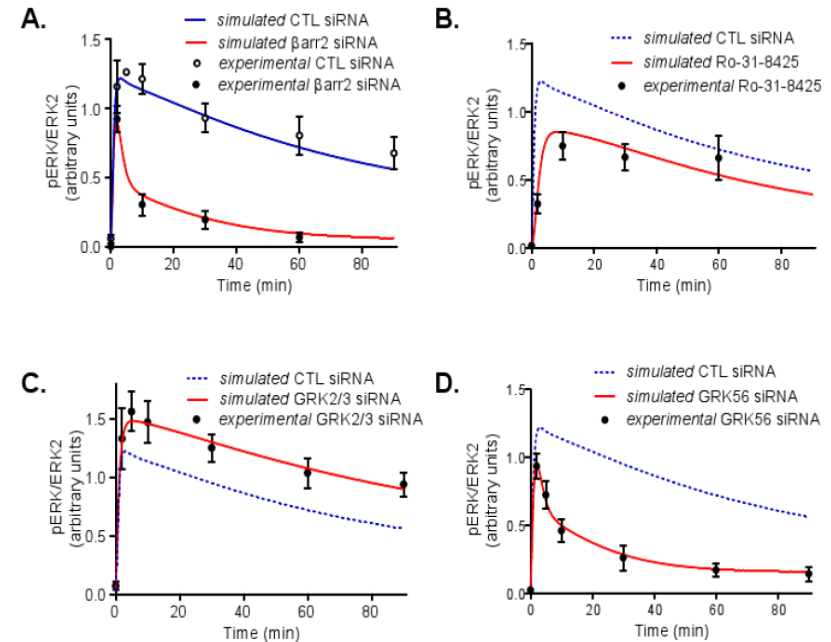 A.
simulated CTL siRNA
simulated βarr2 siRNA
experimental CTL siRNA
experimental βarr2 siRNA
pERK/ERK2
(arbitrary units)
1.5
1.0
0.5
0.0
0 20 40 60 80
Time (min)
B.
simulated CTL siRNA
simulated Ro-31-8425
experimental Ro-31-8425
pERK/ERK2
(arbitrary units)
1.5
1.0
0.5
0.0
0 20 40 60 80
Time (min)
C.
simulated CTL siRNA
simulated GRK2/3 siRNA
experimental GRK2/3 siRNA
pERK/ERK2
(arbitrary units)
1.5
1.0
0.5
0.0
0 20 40 60 80
Time (min)
D.
simulated CTL siRNA
simulated GRK56 siRNA
experimental GRK56 siRNA
pERK/ERK2
(arbitrary units)
1.5
1.0
0.5
0.0
0 20 40 60 80
Time (min)